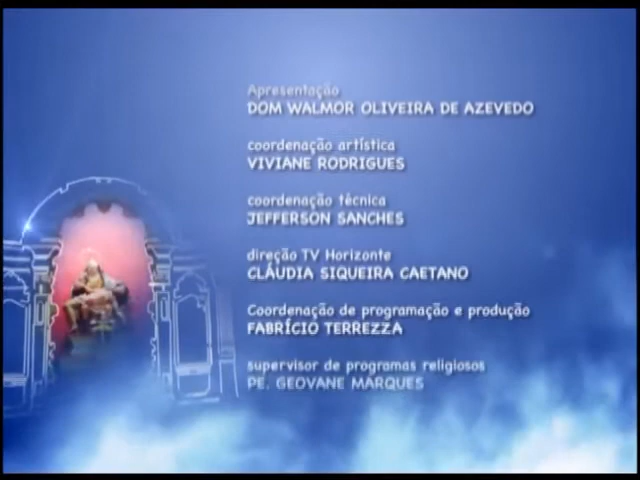 Apresentação
DOM WALMOR OLIVEIRA DE AZEVEDO
coordenação artística
VIVIANE RODRIGUES
coordenação técnica
JEFFERSON SANCHES
direção TV Horizonte
CLÁUDIA SIQUEIRA CAETANO
Coordenação de programação e produção
FABRÍCIO TERREZZA
supervisor de programas religiosos
PE. GEOVANE MARQUES